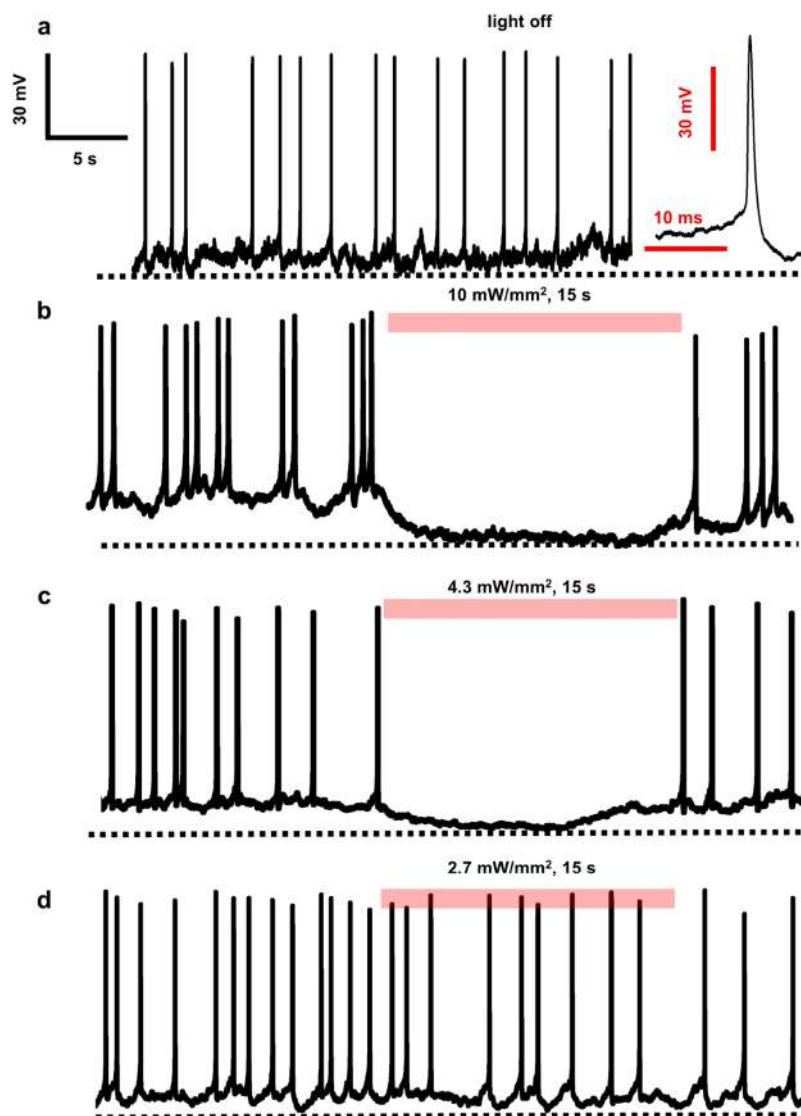 a
light off
30 mV
5 s
30 mV
10 ms
b
10 mW/mm², 15 s
c
4.3 mW/mm², 15 s
d
2.7 mW/mm², 15 s